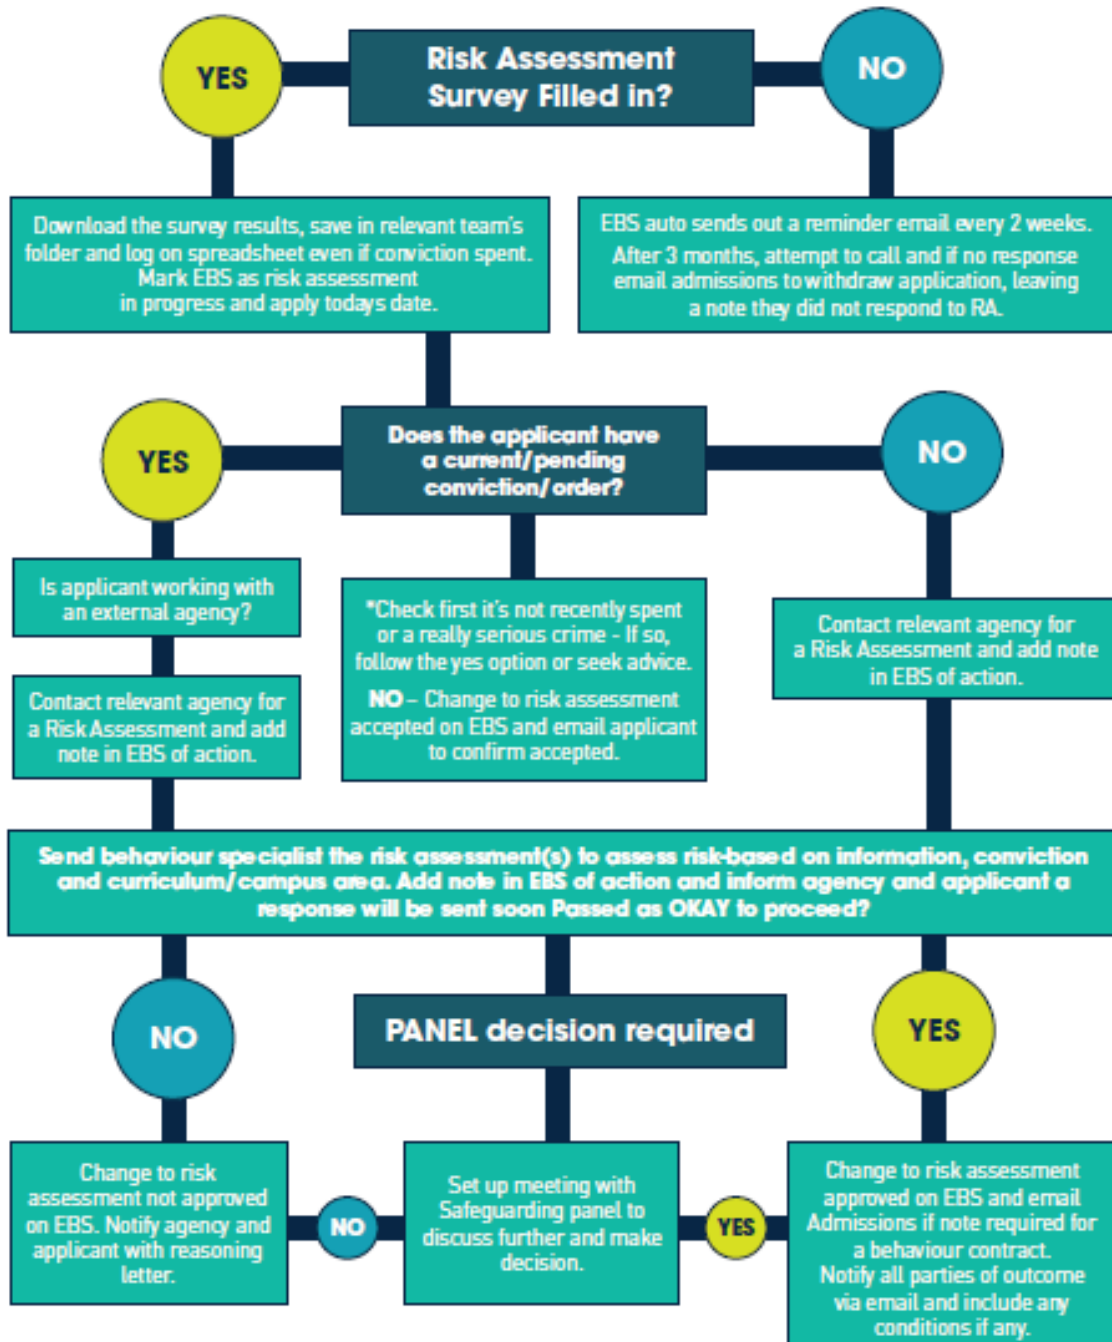 YES
Risk Assessment
Survey Filled in?
NO
Download the survey results, save in relevant team's
folder and log on spreadsheet even if conviction spent.
Mark EBS as risk assessment
in progress and apply todays date.
EBS auto sends out a reminder email every 2 weeks.
After 3 months, attempt to call and if no response
email admissions to withdraw application, leaving
a note they did not respond to RA.
YES
Does the applicant have
a current/pending
conviction/order?
NO
Is applicant working with
an external agency?
Contact relevant agency for
a Risk Assessment and add
note in EBS of action.
*Check first it's not recently spent
or a really serious crime - If so,
follow the yes option or seek advice.
NO – Change to risk assessment
accepted on EBS and email applicant
to confirm accepted.
Contact relevant agency for
a Risk Assessment and add note
in EBS of action.
Send behaviour specialist the risk assessment(s) to assess risk-based on information, conviction
and curriculum/campus area. Add note in EBS of action and inform agency and applicant a
response will be sent soon Passed as OKAY to proceed?
NO
PANEL decision required
YES
Change to risk
assessment not approved
on EBS. Notify agency and
applicant with reasoning
letter.
NO
Set up meeting with
Safeguarding panel to
discuss further and make
decision.
YES
Change to risk assessment
approved on EBS and email
Admissions if note required for
a behaviour contract.
Notify all parties of outcome
via email and include any
conditions if any.